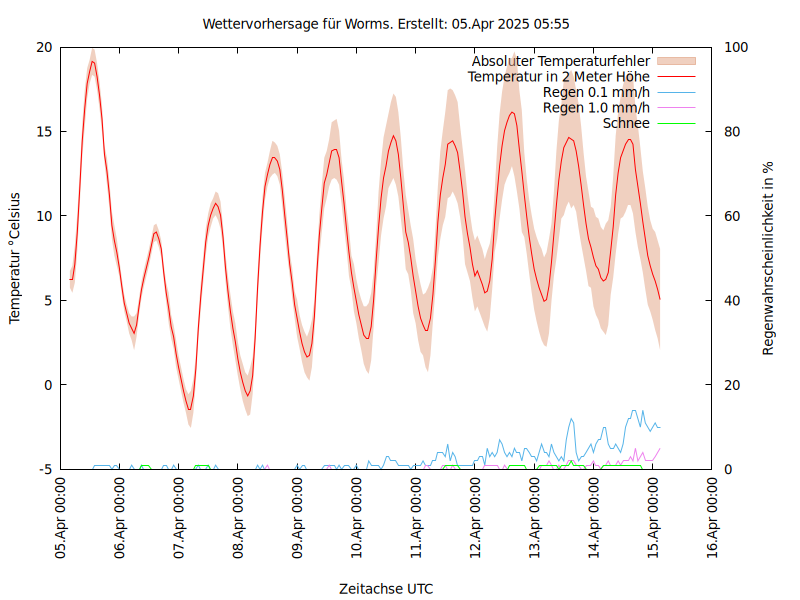 Wettervorhersage für Worms. Erstellt: 05.Apr 2025 05:55
20
15
10
5
0
-5
100
80
60
40
20
0
Absoluter Temperaturfehler
Temperatur in 2 Meter Höhe
Regen 0.1 mm/h
Regen 1.0 mm/h
Schnee
Temperatur °Celsius
Regenwahrscheinlichkeit in %
05.Apr 00:00
06.Apr 00:00
07.Apr 00:00
08.Apr 00:00
09.Apr 00:00
10.Apr 00:00
11.Apr 00:00
12.Apr 00:00
13.Apr 00:00
14.Apr 00:00
15.Apr 00:00
16.Apr 00:00
Zeitachse UTC